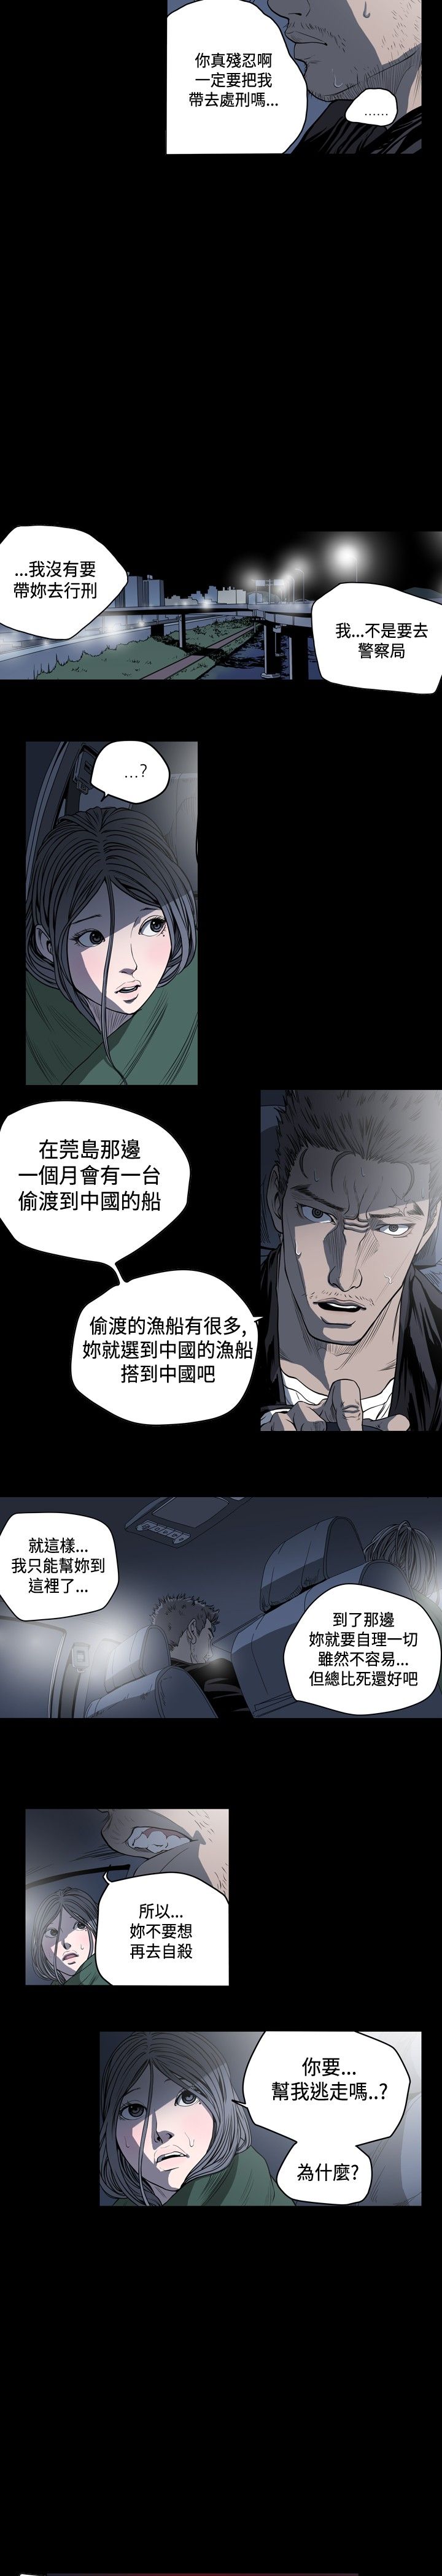 你真殘忍啊
一定要把我
帶去處刑嗎...
......
...我沒有要
帶妳去行刑
我...不是要去
警察局
...?
在莞島那邊
一個月會有一台
偷渡到中國的船
偷渡的漁船有很多,
妳就選到中國的漁船
搭到中國吧
就這樣...
我只能幫妳到
這裡了...
到了那邊
妳就要自理一切
雖然不容易...
但總比死還好吧
所以...
妳不要想
再去自殺
你要...
幫我逃走嗎..?
為什麼?